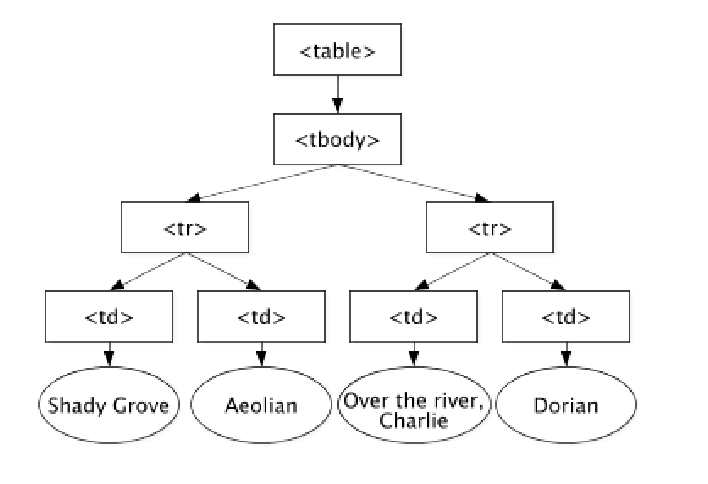 <table>
<tbody>
<tr> <tr>
<td> <td> <td> <td>
Shady Grove Aeolian Over the river, Charlie Dorian